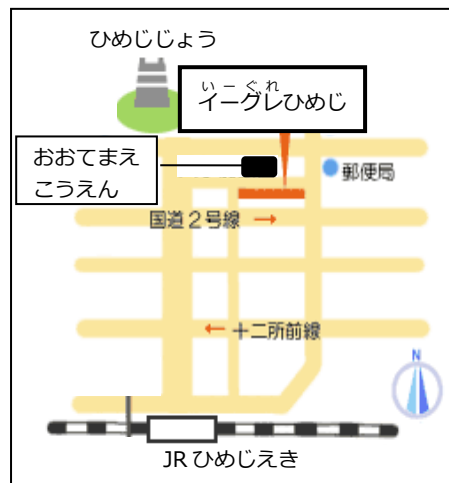 ひめじじょう
いーぐれ
イーグレひめじ
おおてまえ
こうえん
郵便局
国道２号線 →
← 十二所前線
N
JR ひめじえき